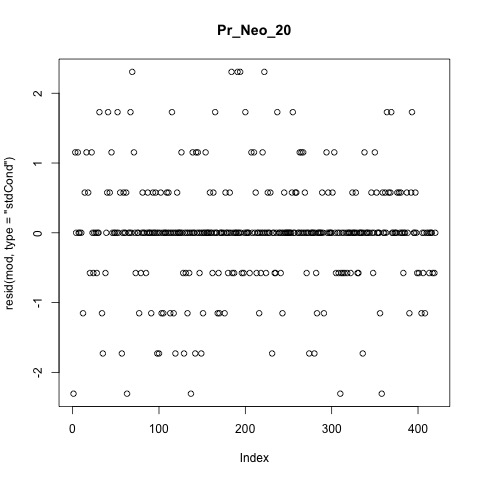 Pr_Neo_20
resid(mod, type = "stdCond")
2
1
0
-1
-2
0 100 200 300 400
Index